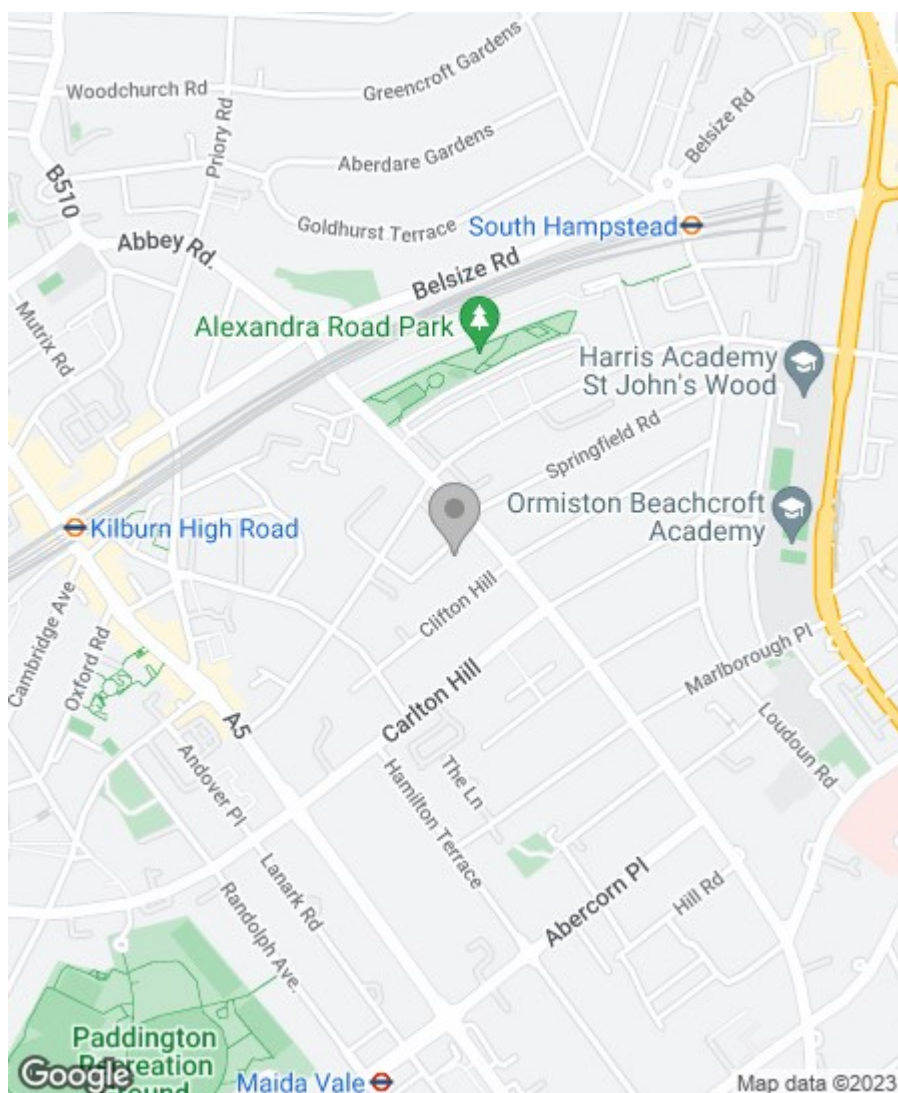 Woodchurch Rd
Priory Rd
Greencroft Gardens
Belsize Rd
Aberdare Gardens
B510
Goldhurst Terrace
South Hampstead
Abbey Rd.
Belsize Rd
Mutrix Rd
Alexandra Road Park
Harris Academy
St John's Wood
Springfield Rd
Ormiston Beachcroft
Academy
Kilburn High Road
Clifton Hill
Cambridge Ave
Oxford Rd
Marlborough Pl
Carlton Hill
A5
Loudoun Rd
The Ln
Andover Pl
Hamilton Terrace
Lanark Rd
Randolph Ave.
Abercorn Pl
Hill Rd
Paddington
Recreation
Ground
Google
Maida Vale
Map data ©2023